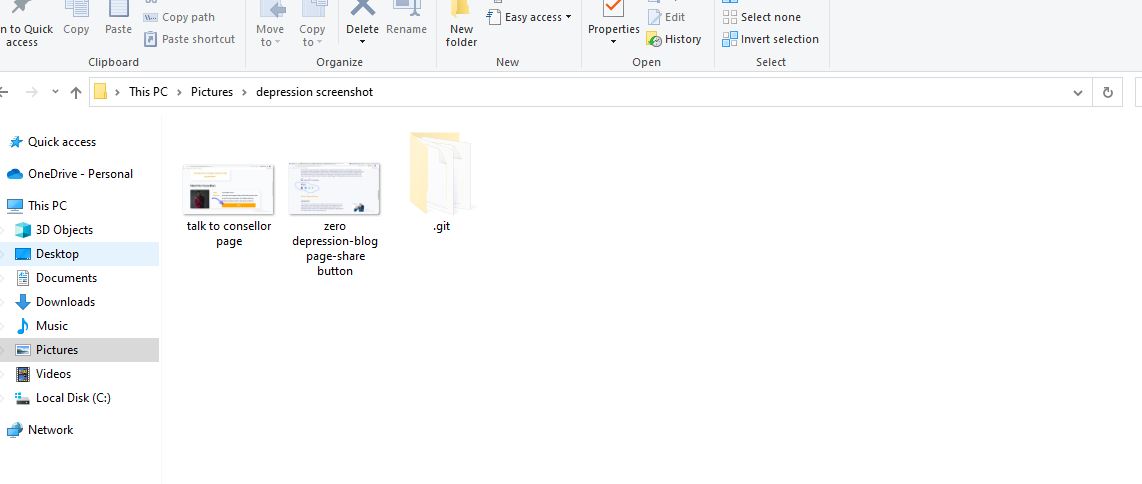 n to Quick
access
Copy
Paste
Copy path
Paste shortcut
Clipboard
Move
to
Copy
to
Delete
Rename
Organize
New
folder
Easy access
New
Properties
Edit
History
Open
Select none
Invert selection
Select
This PC
Pictures
depression screenshot
Quick access
OneDrive - Personal
This PC
3D Objects
Desktop
Documents
Downloads
Music
Pictures
Videos
Local Disk (C:)
Network
talk to consellor
page
zero
depression-blog
page-share
button
.git